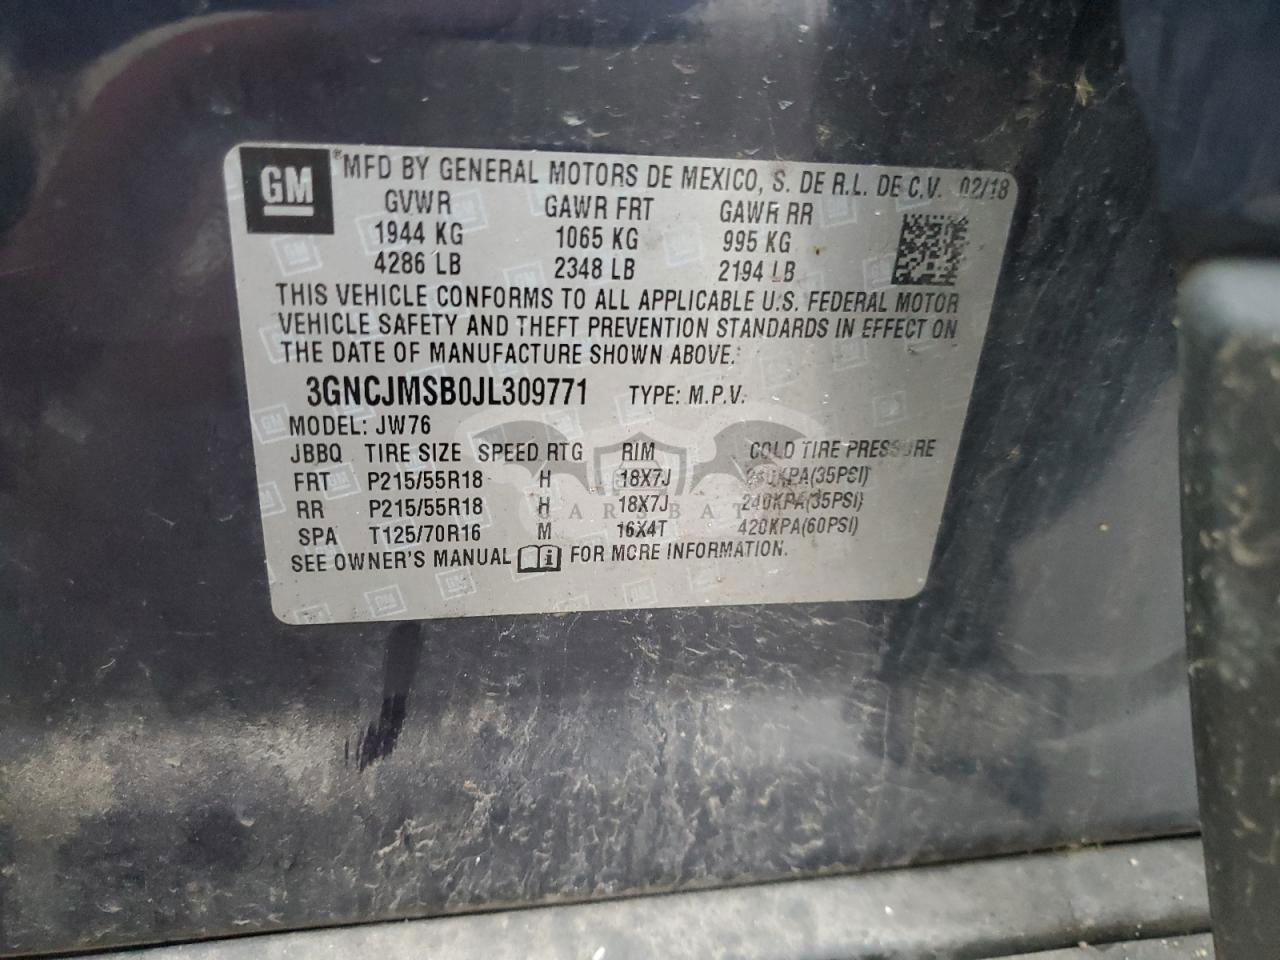 GM ® MFD BY GENERAL MOTORS DE MEXICO, S. DE R.L. DE C.V. 02/18
GVWR GAWR FRT GAWR RR
1944 KG 1065 KG 995 KG
4286 LB 2348 LB 2194 LB
THIS VEHICLE CONFORMS TO ALL APPLICABLE U.S. FEDERAL MOTOR
VEHICLE SAFETY AND THEFT PREVENTION STANDARDS IN EFFECT ON
THE DATE OF MANUFACTURE SHOWN ABOVE.
3GNCJMSB0JL309771 TYPE: M.P.V.
MODEL: JW76
JBBQ TIRE SIZE SPEED RTG RIM COLD TIRE PRESSURE
FRT P215/55R18 H 18X7J 240KPA(35PSI)
RR P215/55R18 H 18X7J 240KPA(35PSI)
CARSBAT
SPA T125/70R16 M 16X4T 420KPA(60PSI)
SEE OWNER'S MANUAL FOR MORE INFORMATION.